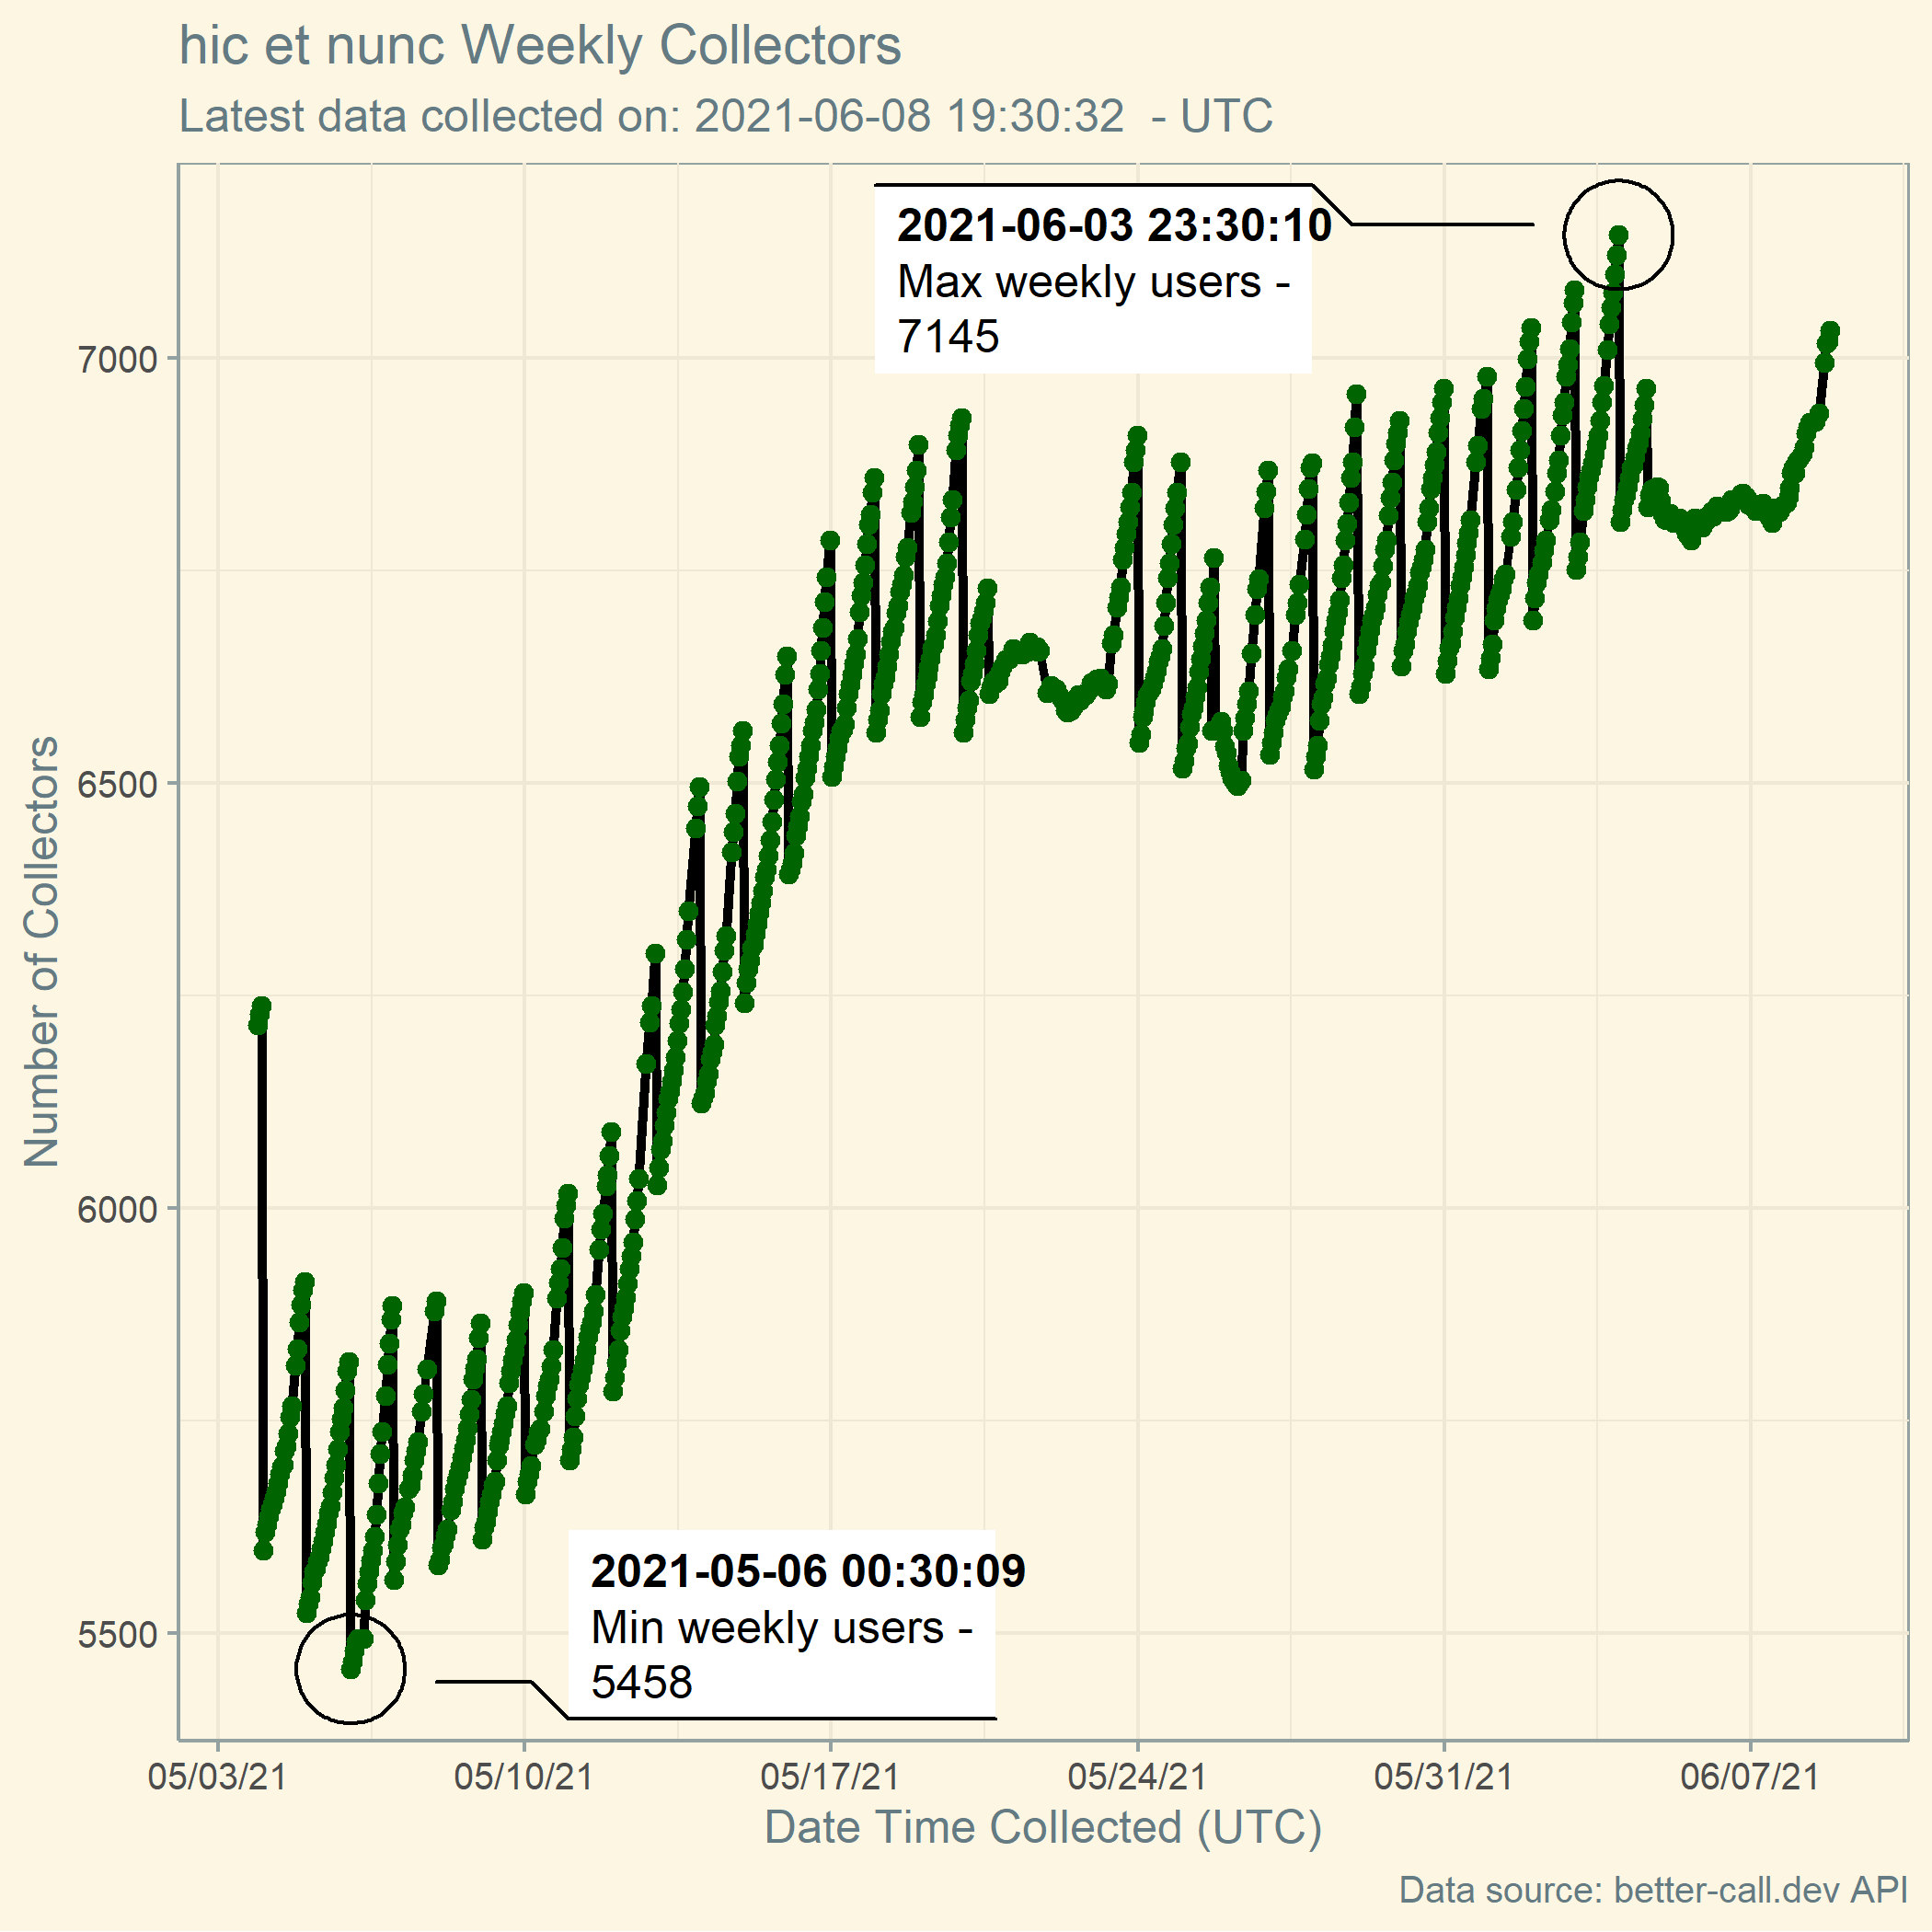 hic et nunc Weekly Collectors
Latest data collected on: 2021-06-08 19:30:32  - UTC
2021-06-03 23:30:10
Max weekly users -
7145
7000
6500
6000
5500
Number of Collectors
2021-05-06 00:30:09
Min weekly users -
5458
05/03/21 05/10/21 05/17/21 05/24/21 05/31/21 06/07/21
Date Time Collected (UTC)
Data source: better-call.dev API